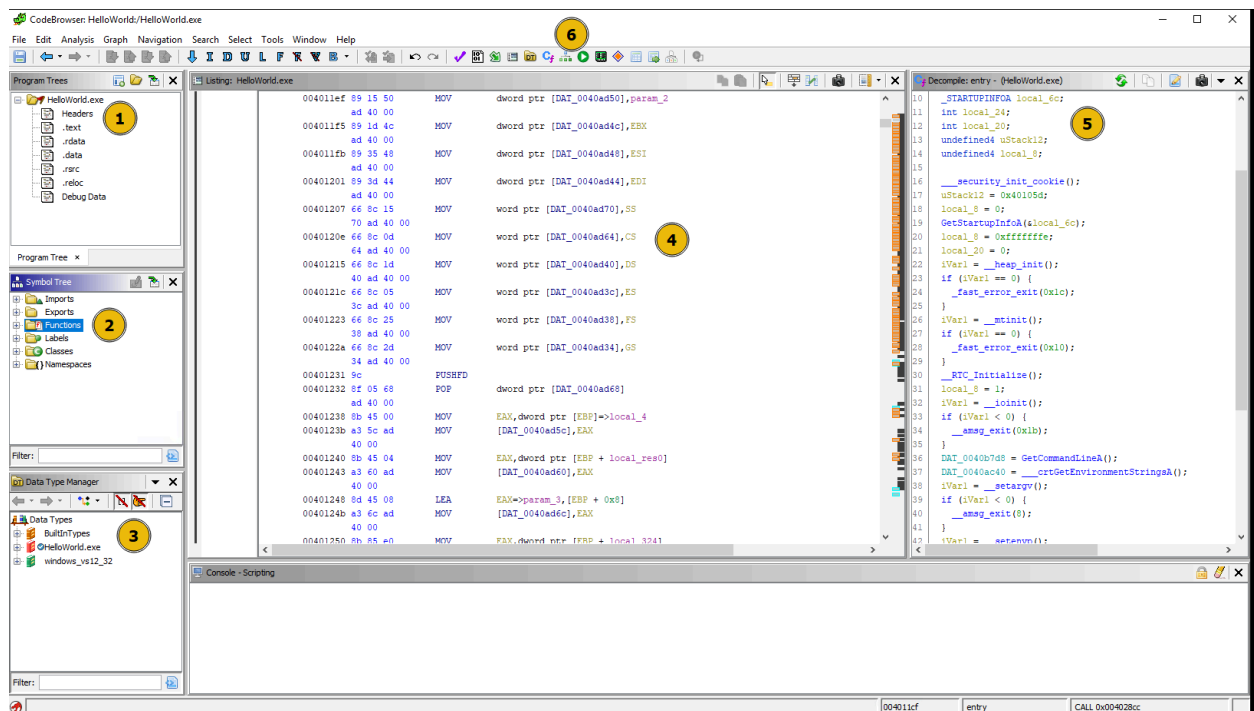 CodeBrowser: HelloWorld:/HelloWorld.exe
File Edit Analysis Graph Navigation Search Select Tools Window Help
6
I D U L F R V B
Program Trees
HelloWorld.exe
Headers
.text
.rdata
.data
.rsrc
.reloc
Debug Data
1
Program Tree ×
Symbol Tree
Imports
Exports
Functions
Labels
Classes
Namespaces
2
Filter:
Data Type Manager
Data Types
BuiltInTypes
HelloWorld.exe
windows_vs12_32
3
Filter:
Listing: HelloWorld.exe
004011ef 89 15 50 MOV dword ptr [DAT_0040ad50],param_2
ad 40 00
004011f5 89 1d 4c MOV dword ptr [DAT_0040ad4c],EBX
ad 40 00
004011fb 89 35 48 MOV dword ptr [DAT_0040ad48],ESI
ad 40 00
00401201 89 3d 44 MOV dword ptr [DAT_0040ad44],EDI
ad 40 00
00401207 66 8c 15 MOV word ptr [DAT_0040ad70],SS
70 ad 40 00
0040120e 66 8c 0d MOV word ptr [DAT_0040ad64],CS
64 ad 40 00
00401215 66 8c 1d MOV word ptr [DAT_0040ad40],DS
40 ad 40 00
0040121c 66 8c 05 MOV word ptr [DAT_0040ad3c],ES
3c ad 40 00
00401223 66 8c 25 MOV word ptr [DAT_0040ad38],FS
38 ad 40 00
0040122a 66 8c 2d MOV word ptr [DAT_0040ad34],GS
34 ad 40 00
00401231 9c PUSHFD
00401232 8f 05 68 POP dword ptr [DAT_0040ad68]
ad 40 00
00401238 8b 45 00 MOV EAX,dword ptr [EBP]=>local_4
0040123b a3 5c ad MOV [DAT_0040ad5c],EAX
40 00
00401240 8b 45 04 MOV EAX,dword ptr [EBP + local_res0]
00401243 a3 60 ad MOV [DAT_0040ad60],EAX
40 00
00401248 8d 45 08 LEA EAX=>param_3,[EBP + 0x8]
0040124b a3 6c ad MOV [DAT_0040ad6c],EAX
40 00
00401250 8b 85 e0 MOV EAX,dword ptr [EBP + local_324]
4
Decompile: entry - (HelloWorld.exe)
10 _STARTUPINFOA local_6c;
11 int local_24;
12 int local_20;
13 undefined4 uStack12;
14 undefined4 local_8;
15
16 ___security_init_cookie();
17 uStack12 = 0x40105d;
18 local_8 = 0;
19 GetStartupInfoA(&local_6c);
20 local_8 = 0xfffffffe;
21 local_20 = 0;
22 iVar1 = __heap_init();
23 if (iVar1 == 0) {
24 _fast_error_exit(0x1c);
25 }
26 iVar1 = __mtinit();
27 if (iVar1 == 0) {
28 _fast_error_exit(0x10);
29 }
30 __RTC_Initialize();
31 local_8 = 1;
32 iVar1 = __ioinit();
33 if (iVar1 < 0) {
34 __amsg_exit(0x1b);
35 }
36 DAT_0040b7d8 = GetCommandLineA();
37 DAT_0040ac40 = ___crtGetEnvironmentStringsA();
38 iVar1 = __setargv();
39 if (iVar1 < 0) {
40 __amsg_exit(8);
41 }
42 iVar1 = __setenvp();
5
Console - Scripting
004011cf entry CALL 0x004028cc